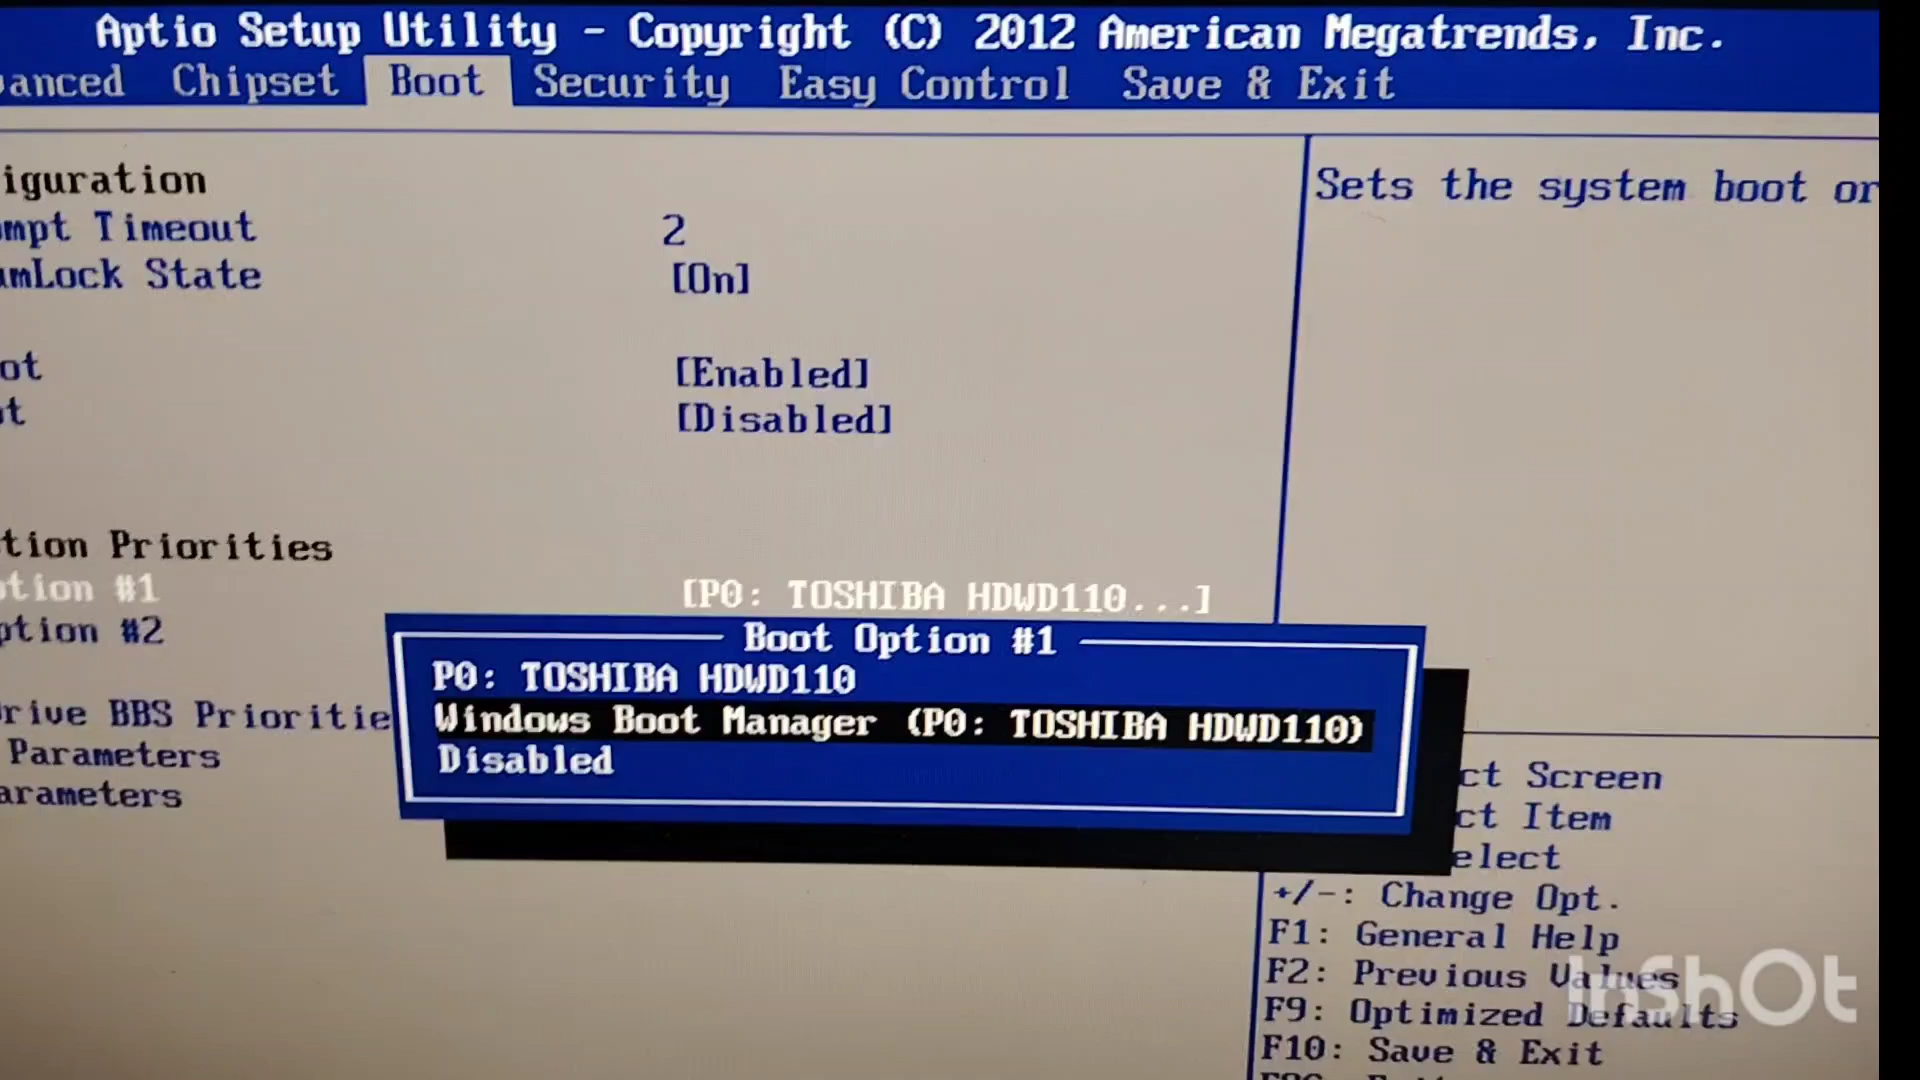 Aptio Setup Utility - Copyright (C) 2012 American Megatrends, Inc.
anced Chipset Boot Security Easy Control Save & Exit
iguration
mpt Timeout 2
umLock State [On]
ot [Enabled]
t [Disabled]
tion Priorities
tion #1 [P0: TOSHIBA HDWD110...]
ption #2
rive BBS Prioritie
Parameters
arameters
Boot Option #1
P0: TOSHIBA HDWD110
Windows Boot Manager (P0: TOSHIBA HDWD110)
Disabled
Sets the system boot or
ct Screen
ct Item
elect
+/-: Change Opt.
F1: General Help
F2: Previous Values
F9: Optimized Defaults
F10: Save & Exit
InShOt